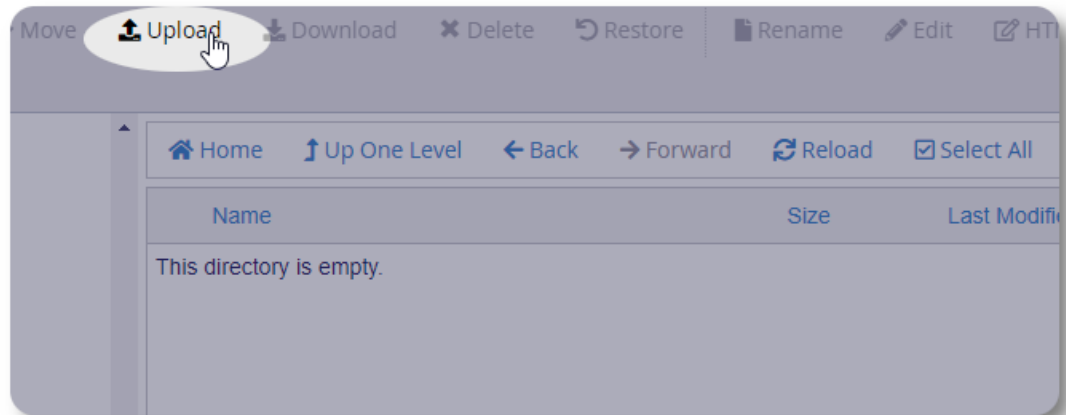 Move Upload Download Delete Restore Rename Edit
Home Up One Level Back Forward Reload Select All
Name Size Last
This directory is empty.